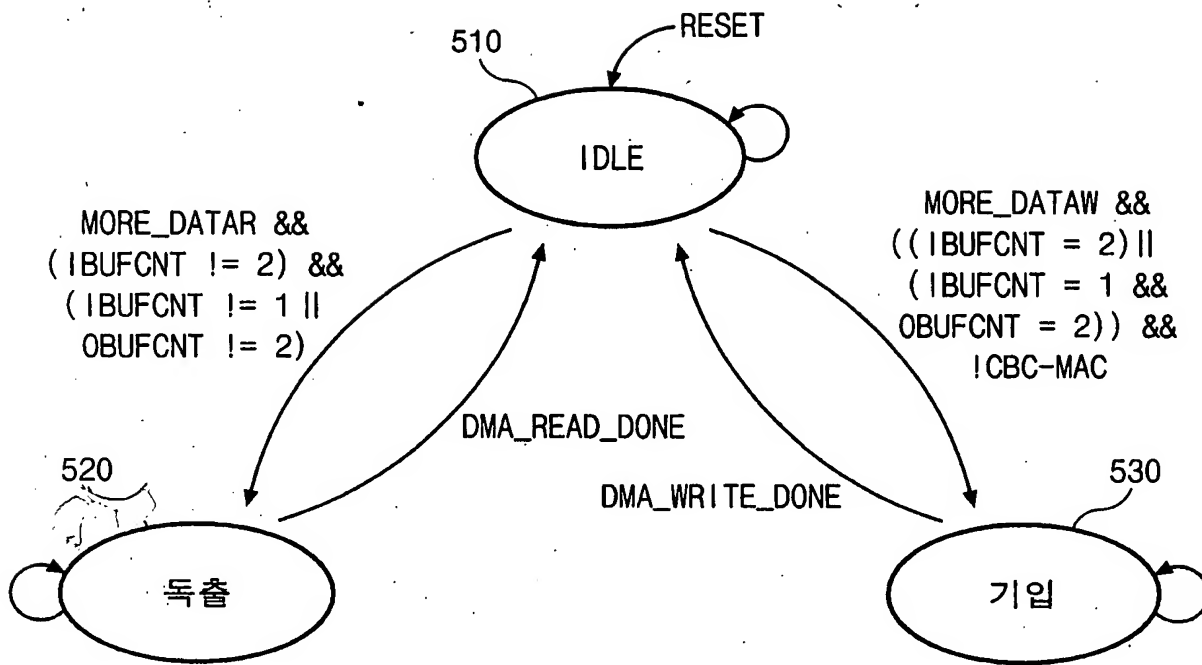 RESET
510
IDLE
MORE_DATAR &&
(IBUFCNT != 2) &&
(IBUFCNT != 1 ||
OBUFCNT != 2)
MORE_DATAW &&
((IBUFCNT = 2)||
(IBUFCNT = 1 &&
OBUFCNT = 2)) &&
!CBC-MAC
DMA_READ_DONE
DMA_WRITE_DONE
520
530
독출
기입